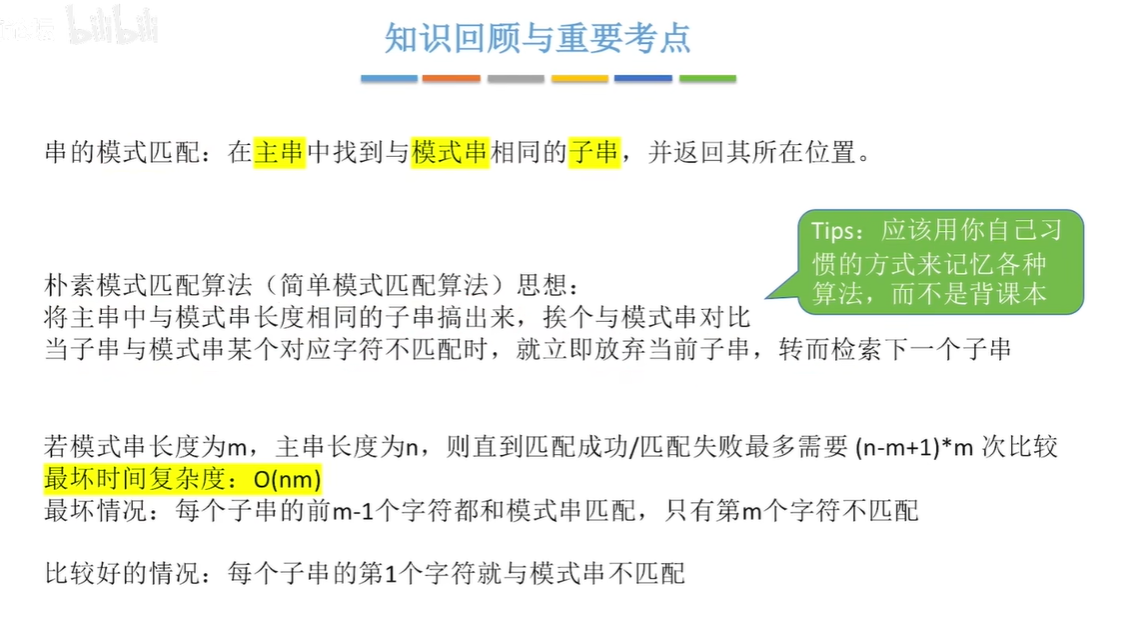 bilibili
知识回顾与重要考点
串的模式匹配：在主串中找到与模式串相同的子串，并返回其所在位置。
Tips：应该用你自己习
惯的方式来记忆各种
算法，而不是背课本
朴素模式匹配算法（简单模式匹配算法）思想：
将主串中与模式串长度相同的子串搞出来，挨个与模式串对比
当子串与模式串某个对应字符不匹配时，就立即放弃当前子串，转而检索下一个子串
若模式串长度为m，主串长度为n，则直到匹配成功/匹配失败最多需要 (n-m+1)*m 次比较
最坏时间复杂度：O(nm)
最坏情况：每个子串的前m-1个字符都和模式串匹配，只有第m个字符不匹配
比较好的情况：每个子串的第1个字符就与模式串不匹配